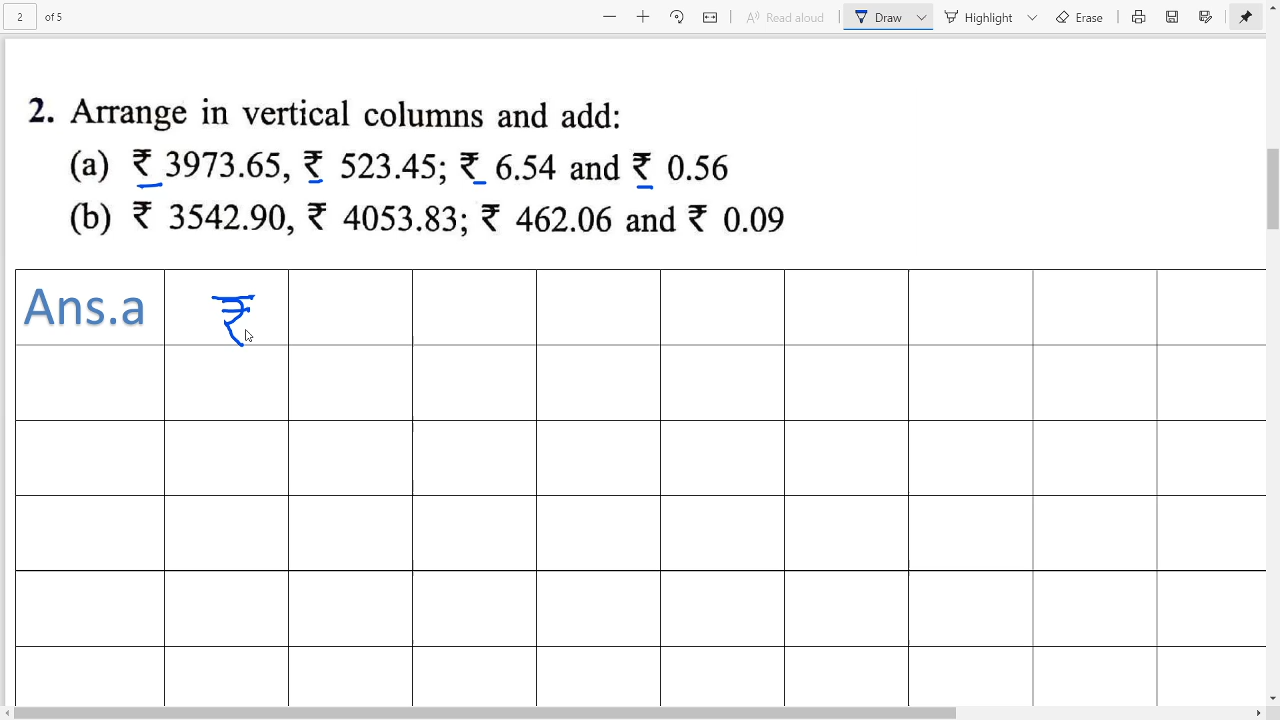 2 of 5 Read aloud Draw Highlight Erase
2. Arrange in vertical columns and add:
(a) ₹ 3973.65, ₹ 523.45; ₹ 6.54 and ₹ 0.56
(b) ₹ 3542.90, ₹ 4053.83; ₹ 462.06 and ₹ 0.09
Ans.a ₹